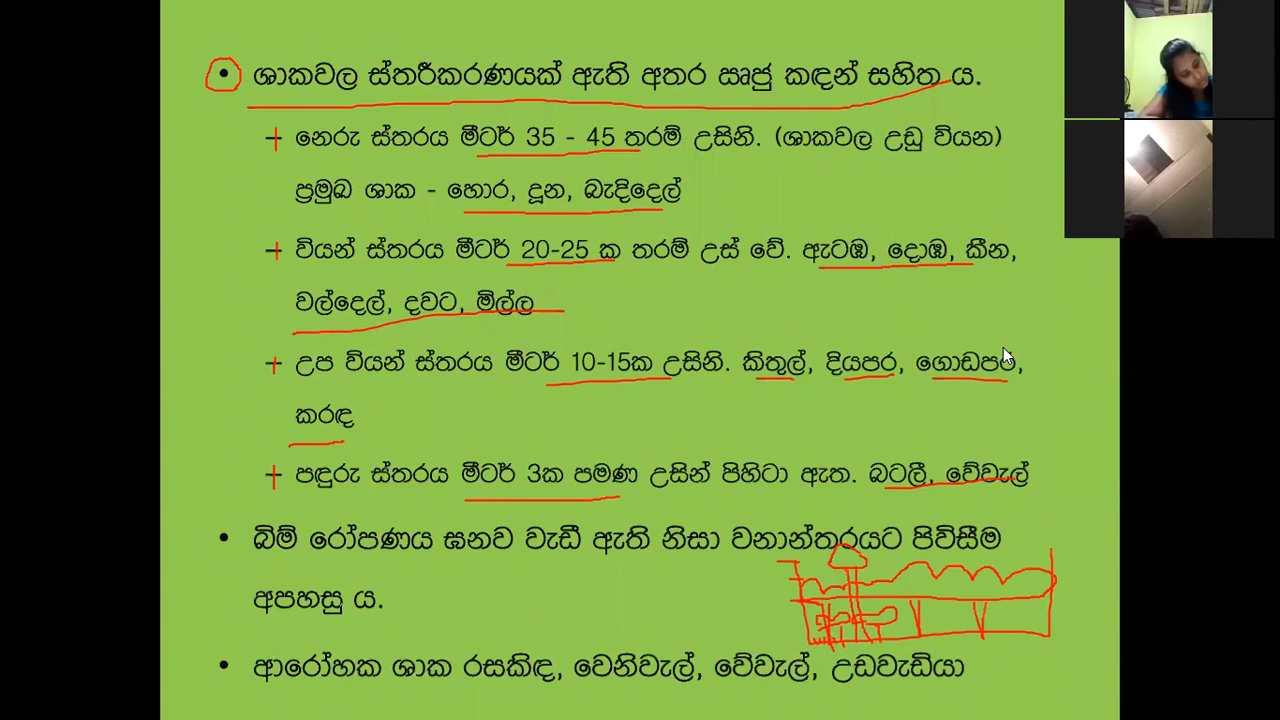 • ශාකවල ස්තරීකරණයක් ඇති අතර ඍජු කඳන් සහිත ය.
නෙරු ස්තරය මීටර් 35 - 45 තරම් උසිනි. (ශාකවල උඩු වියන)
ප්‍රමුඛ ශාක - හොර, දූන, බැදිදෙල්
වියන් ස්තරය මීටර් 20-25 ක තරම් උස් වේ. ඇටඹ, දොඹ, කීන,
වල්දෙල්, දවට, මිල්ල
උප වියන් ස්තරය මීටර් 10-15ක උසිනි. කිතුල්, දියපර, ගොඩපර,
කරඳ
පඳුරු ස්තරය මීටර් 3ක පමණ උසින් පිහිටා ඇත. බටලී, වේවැල්
• බිම් රෝපණය ඝනව වැඩී ඇති නිසා වනාන්තරයට පිවිසීම
අපහසු ය.
• ආරෝහක ශාක රසකිඳ, වෙනිවැල්, වේවැල්, උඩවැඩියා